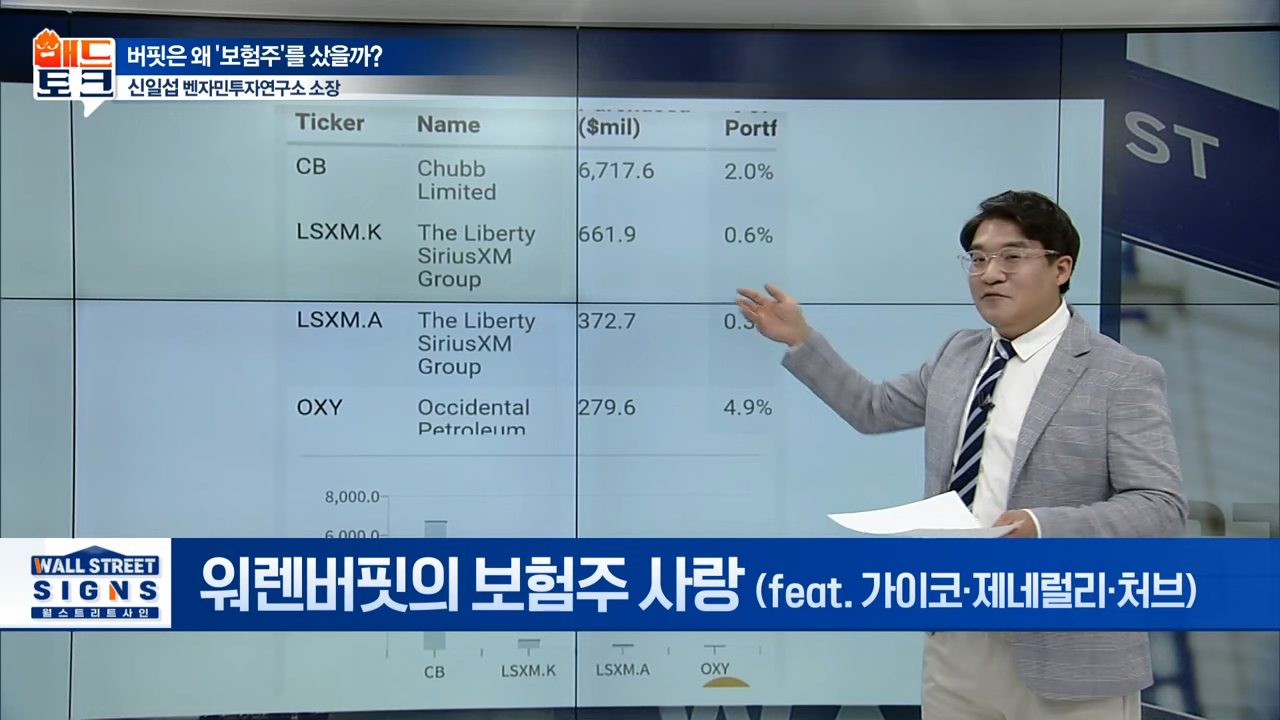 매드
토크
버핏은 왜 '보험주'를 샀을까?
신일섭 벤자민투자연구소 소장
ST
Ticker Name ($mil) Portf
CB Chubb Limited 6,717.6 2.0%
LSXM.K The Liberty SiriusXM Group 661.9 0.6%
LSXM.A The Liberty SiriusXM Group 372.7
OXY Occidental Petroleum 279.6 4.9%
8,000.0
6,000.0
WALL STREET
SIGNS
월스트리트사인
워렌버핏의 보험주 사랑 (feat. 가이코·제네럴리·처브)
CB LSXM.K LSXM.A OXY